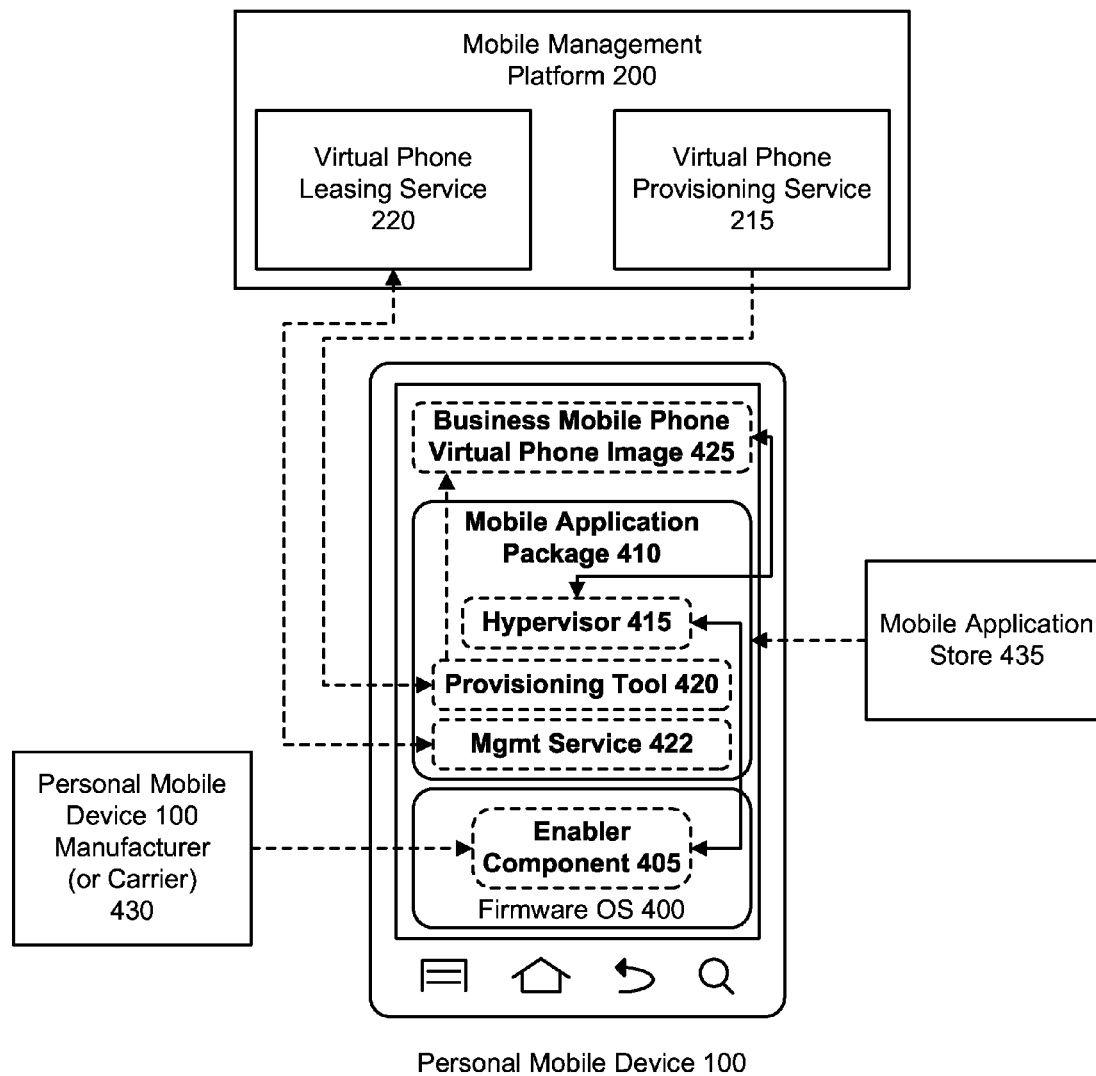 Mobile Management
Platform 200
Virtual Phone
Leasing Service
220
Virtual Phone
Provisioning Service
215
Business Mobile Phone
Virtual Phone Image 425
Mobile Application
Package 410
Hypervisor 415
Provisioning Tool 420
Mgmt Service 422
Mobile Application
Store 435
Personal Mobile
Device 100
Manufacturer
(or Carrier)
430
Enabler
Component 405
Firmware OS 400
Personal Mobile Device 100